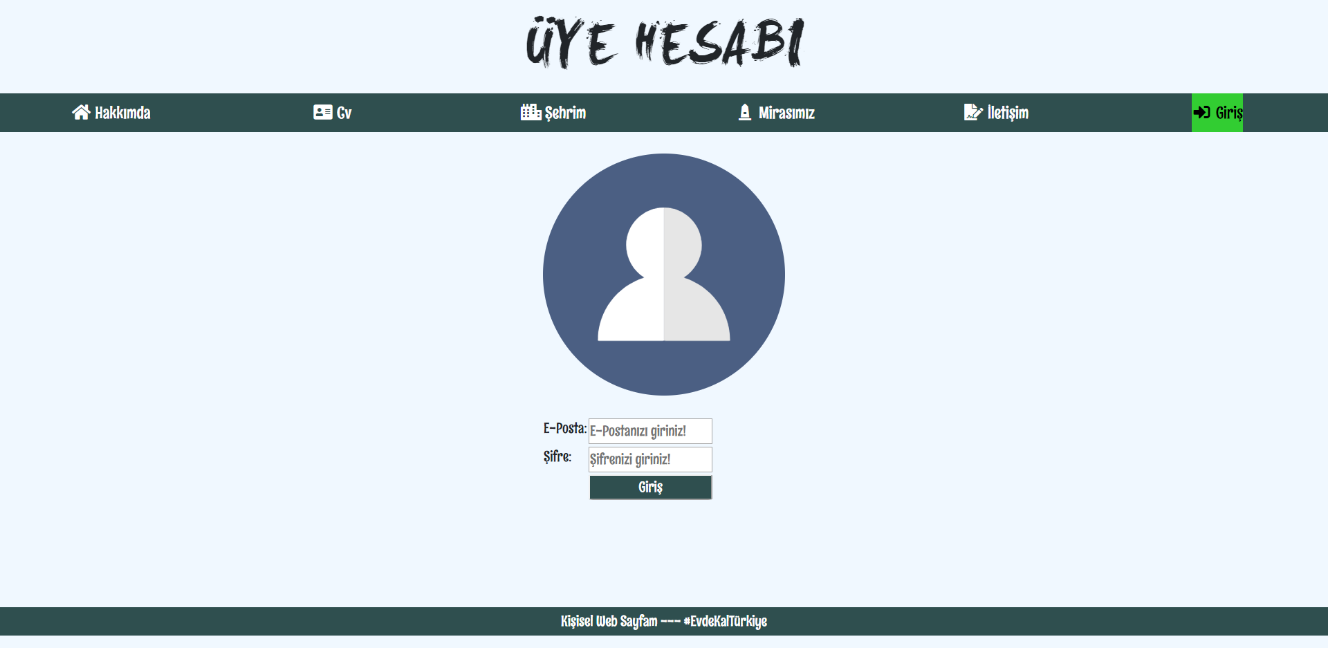 ÜYE HESABI
Hakkımda Cv Şehrim Mirasımız İletişim Giriş
E-Posta: E-Postanızı giriniz!
Şifre: Şifrenizi giriniz!
Giriş
Kişisel Web Sayfam --- #EvdeKalTürkiye